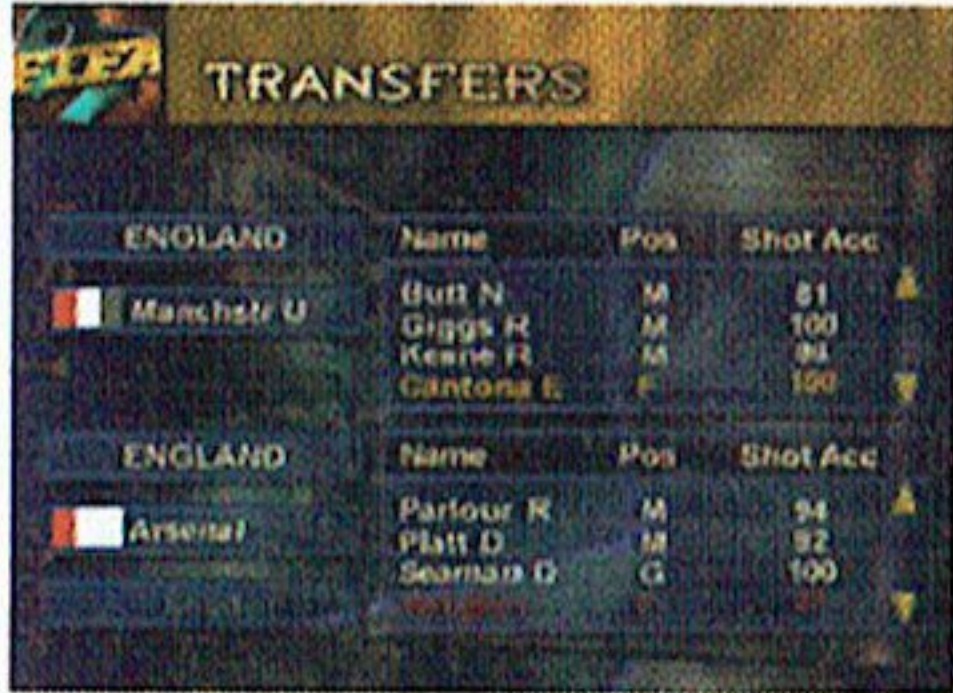 FIFA
TRANSFERS
ENGLAND Name Pos Shot Acc
Manchstr U
Butt N M 81
Giggs R M 100
Keane R M
Cantona E F 100
ENGLAND Name Pos Shot Acc
Arsenal
Parlour R M 94
Platt D M 92
Seaman D G 100